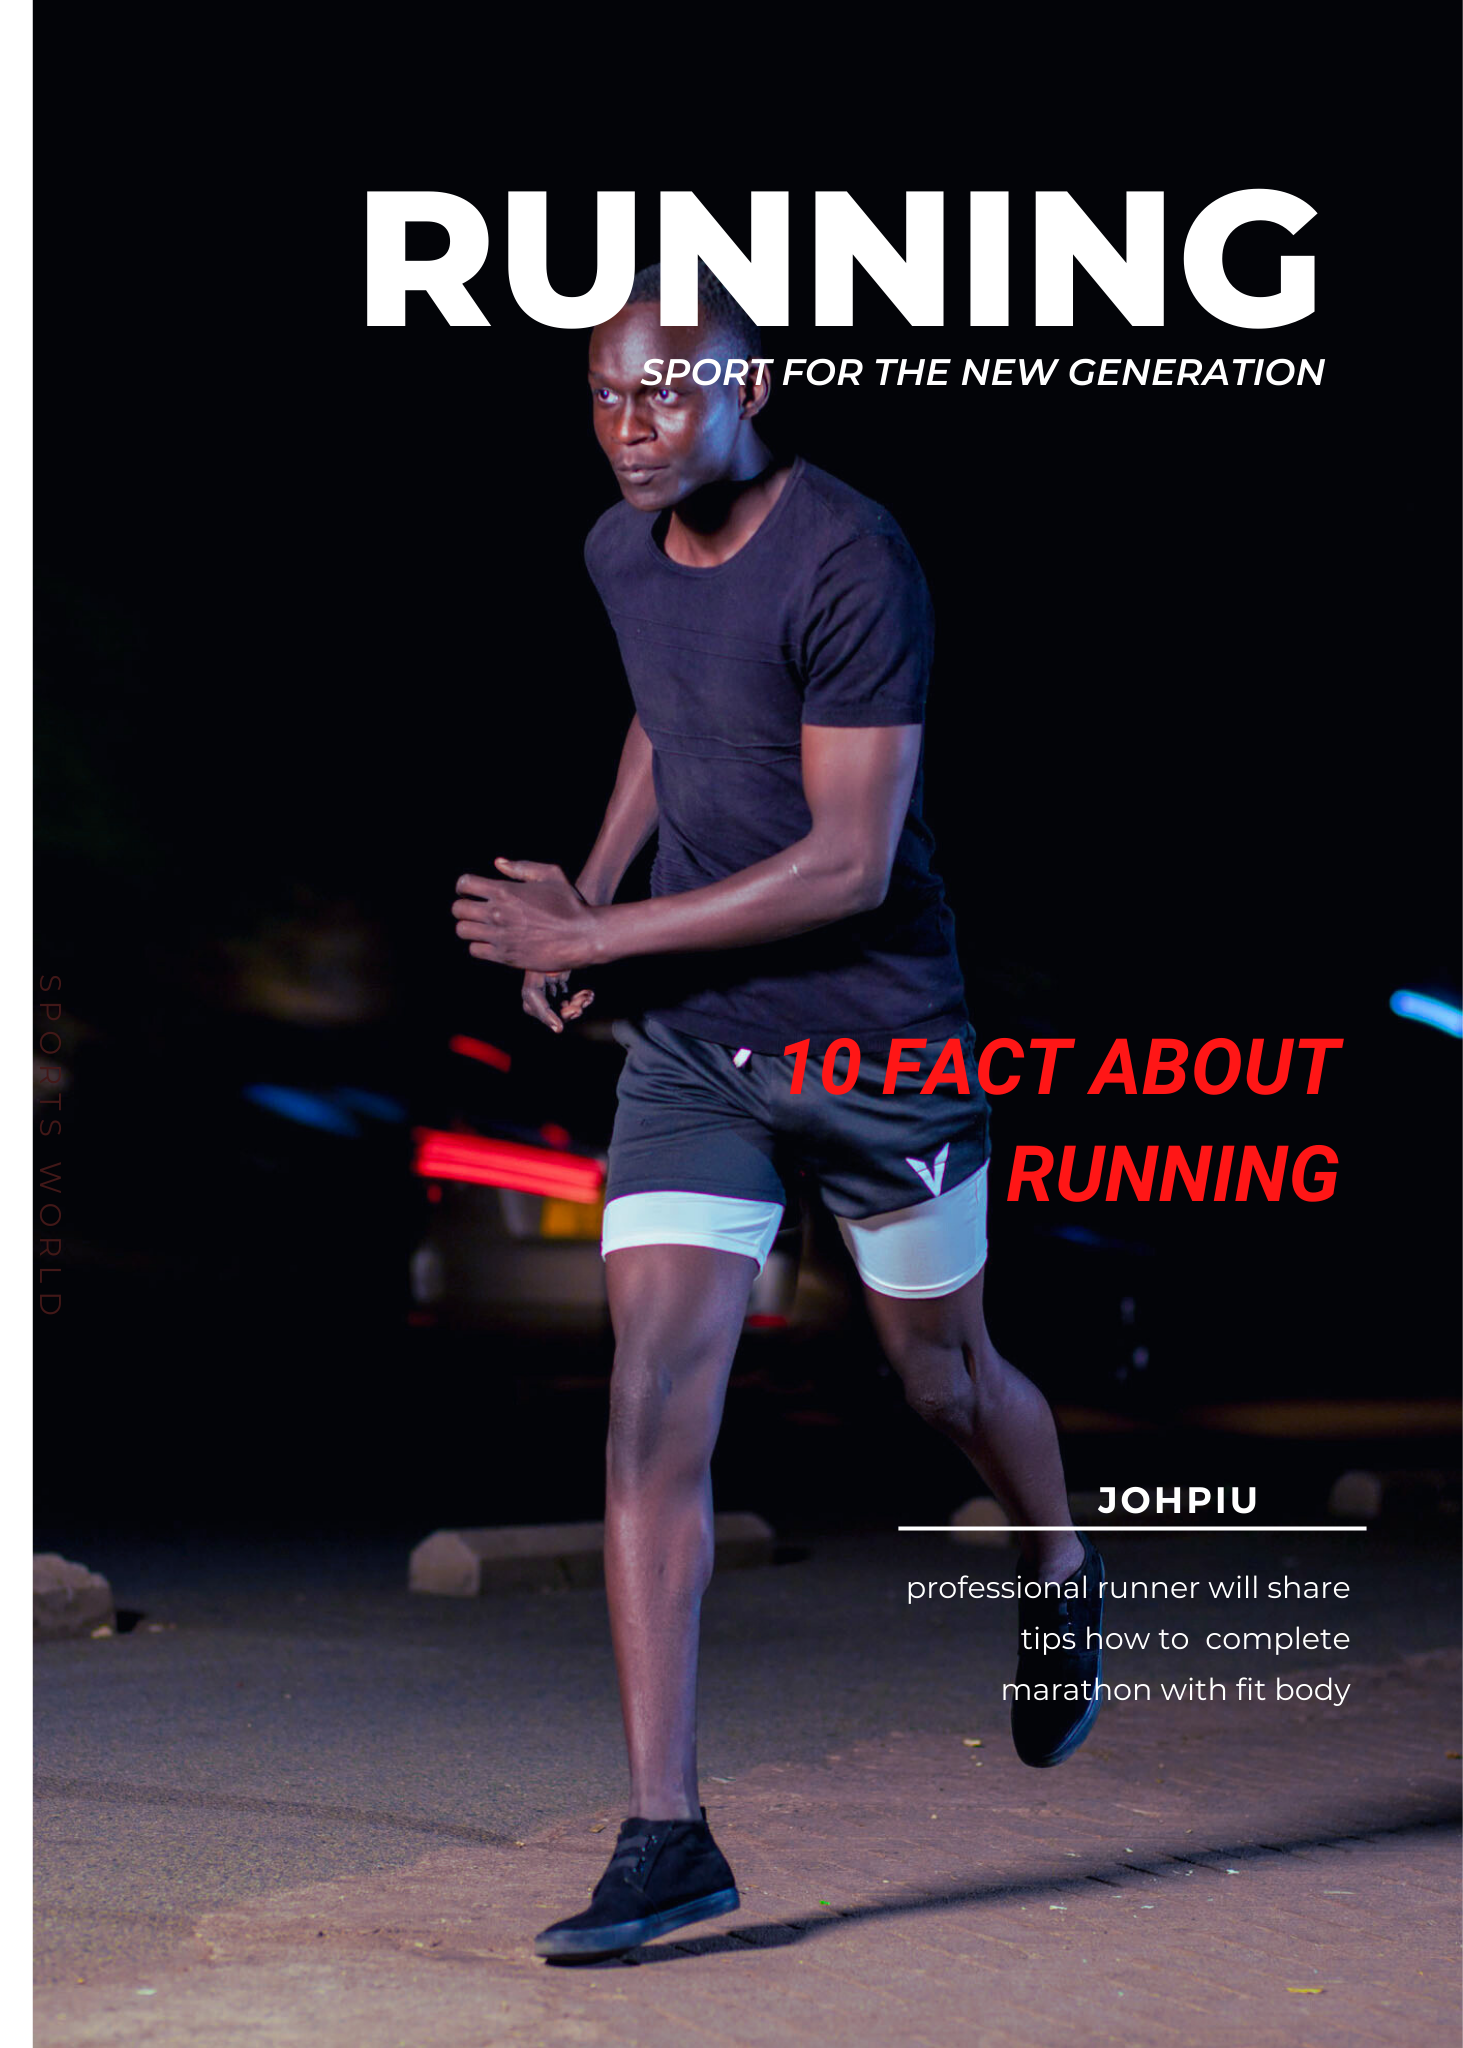 RUNNING
SPORT FOR THE NEW GENERATION
SPORTS WORLD
10 FACT ABOUT
RUNNING
JOHPIU
professional runner will share
tips how to  complete
marathon with fit body